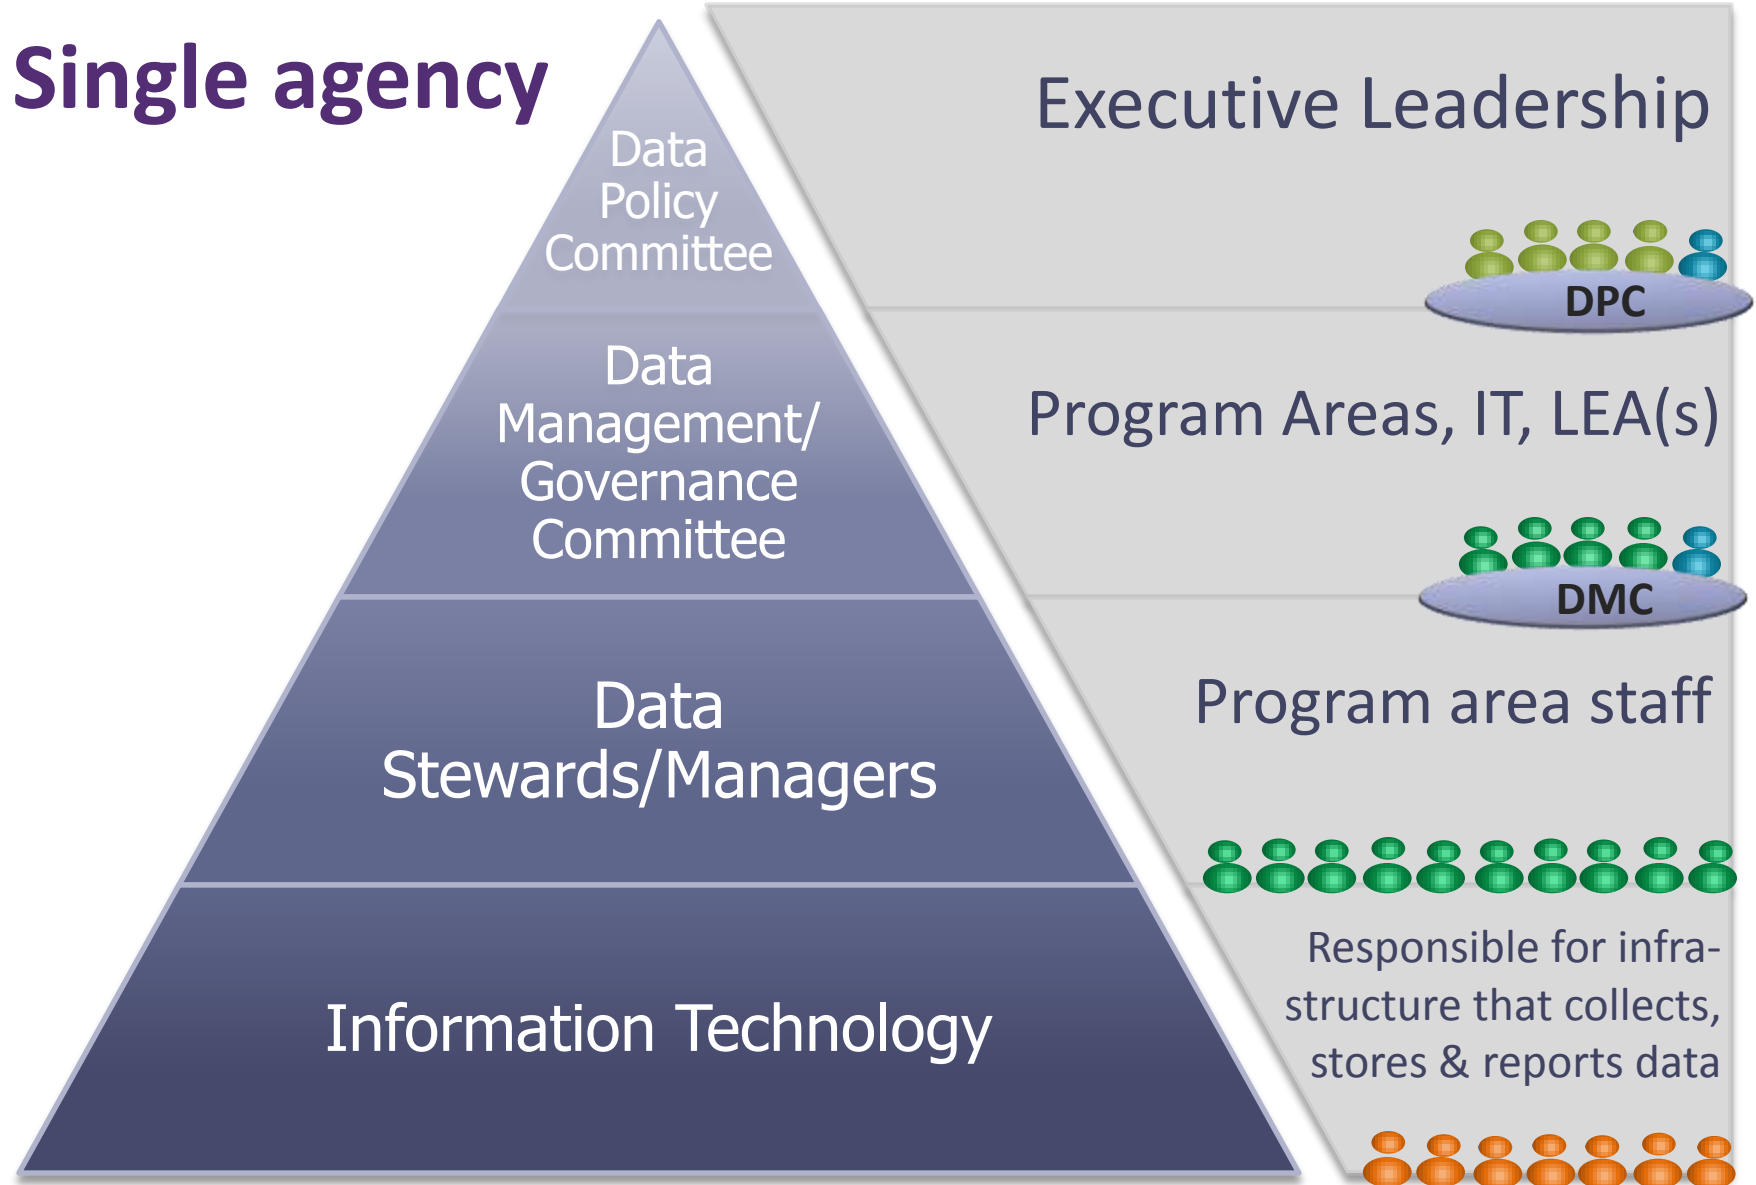 Single agency
Data
Policy
Committee
Executive Leadership
DPC
Data
Management/
Governance
Committee
Program Areas, IT, LEA(s)
DMC
Data
Stewards/Managers
Program area staff
Information Technology
Responsible for infra-
structure that collects,
stores & reports data